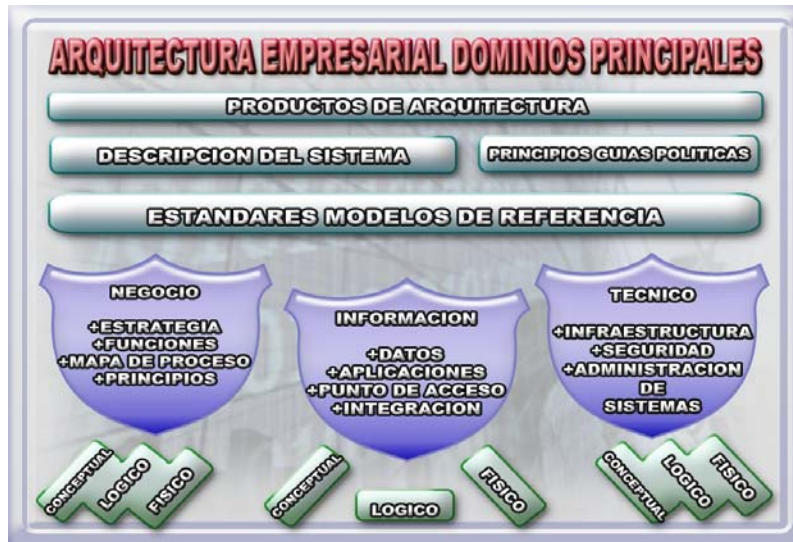 ARQUITECTURA EMPRESARIAL DOMINIOS PRINCIPALES
PRODUCTOS DE ARQUITECTURA
DESCRIPCION DEL SISTEMA
PRINCIPIOS GUIAS POLITICAS
ESTANDARES MODELOS DE REFERENCIA
NEGOCIO
+ESTRATEGIA
+FUNCIONES
+MAPA DE PROCESO
+PRINCIPIOS
INFORMACION
+DATOS
+APLICACIONES
+PUNTO DE ACCESO
+INTEGRACION
TECNICO
+INFRAESTRUCTURA
+SEGURIDAD
+ADMINISTRACION
DE
SISTEMAS
CONCEPTUAL
LOGICO
FISICO
CONCEPTUAL
LOGICO
FISICO
CONCEPTUAL
LOGICO
FISICO